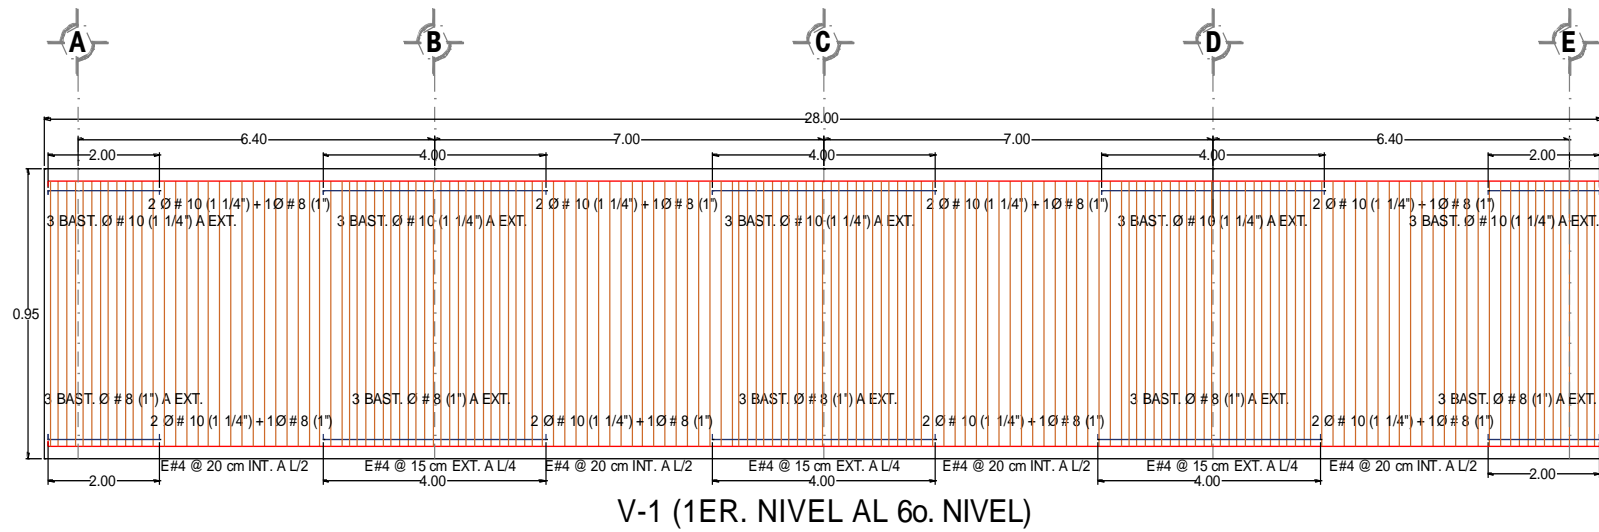 A B C D E
28.00
6.40 7.00 7.00 6.40
2.00 4.00 4.00 4.00 2.00
2 Ø # 10 (1 1/4") + 1Ø # 8 (1") 2 Ø # 10 (1 1/4") + 1Ø # 8 (1") 2 Ø # 10 (1 1/4") + 1Ø # 8 (1") 2 Ø # 10 (1 1/4") + 1Ø # 8 (1")
3 BAST. Ø # 10 (1 1/4") A EXT. 3 BAST. Ø # 10 (1 1/4") A EXT. 3 BAST. Ø # 10 (1 1/4") A EXT. 3 BAST. Ø # 10 (1 1/4") A EXT. 3 BAST. Ø # 10 (1 1/4") A EXT.
0.95
3 BAST. Ø # 8 (1") A EXT. 3 BAST. Ø # 8 (1") A EXT. 3 BAST. Ø # 8 (1") A EXT. 3 BAST. Ø # 8 (1") A EXT. 3 BAST. Ø # 8 (1") A EXT.
2 Ø # 10 (1 1/4") + 1Ø # 8 (1") 2 Ø # 10 (1 1/4") + 1Ø # 8 (1") 2 Ø # 10 (1 1/4") + 1Ø # 8 (1") 2 Ø # 10 (1 1/4") + 1Ø # 8 (1")
E#4 @ 20 cm INT. A L/2 E#4 @ 15 cm EXT. A L/4 E#4 @ 20 cm INT. A L/2 E#4 @ 15 cm EXT. A L/4 E#4 @ 20 cm INT. A L/2 E#4 @ 15 cm EXT. A L/4 E#4 @ 20 cm INT. A L/2
2.00 4.00 4.00 4.00 2.00
V-1 (1ER. NIVEL AL 6o. NIVEL)